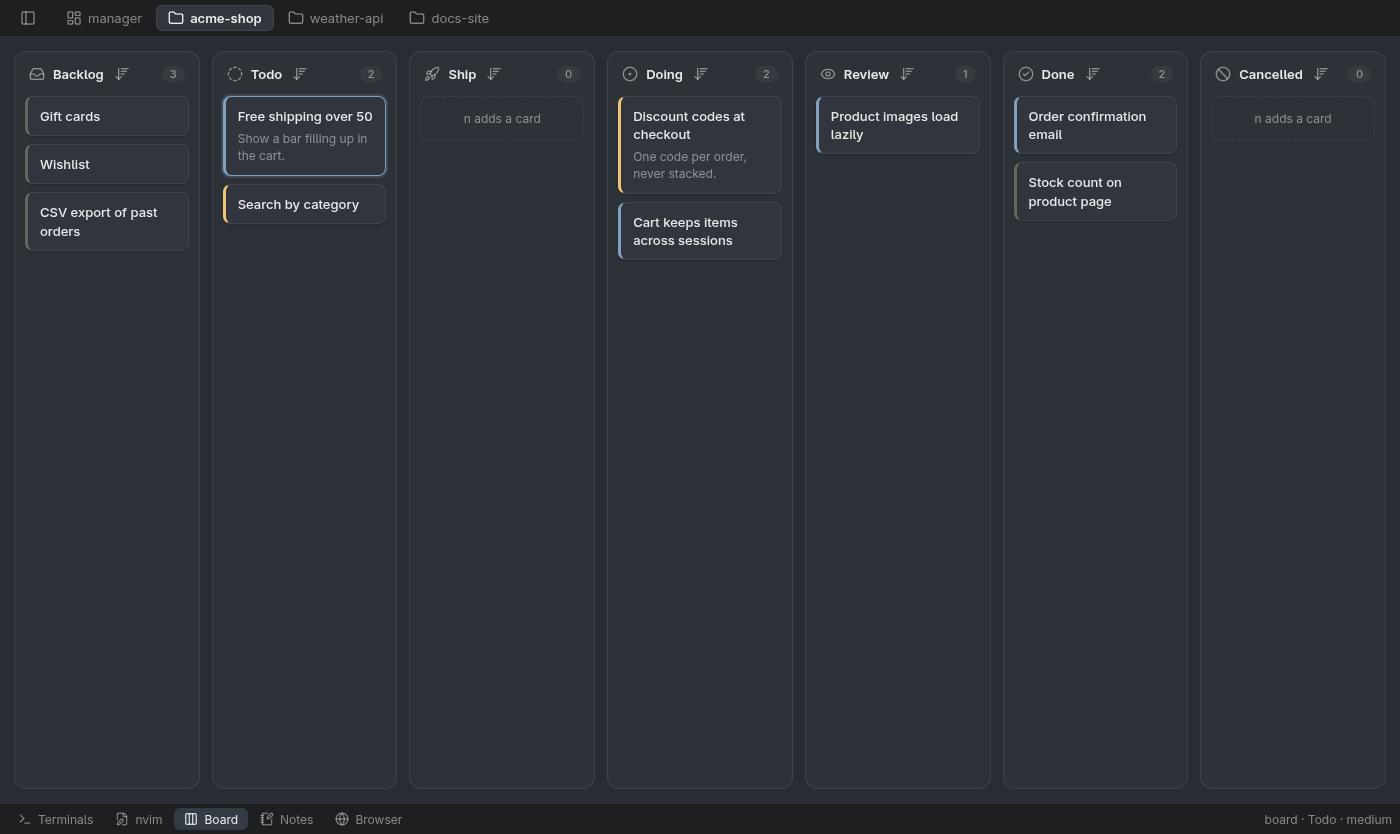 manager
acme-shop
weather-api
docs-site
Backlog
3
Gift cards
Wishlist
CSV export of past
orders
Todo
2
Free shipping over 50
Show a bar filling up in
the cart.
Search by category
Ship
0
n adds a card
Doing
2
Discount codes at
checkout
One code per order,
never stacked.
Cart keeps items
across sessions
Review
1
Product images load
lazily
Done
2
Order confirmation
email
Stock count on
product page
Cancelled
0
n adds a card
Terminals
nvim
Board
Notes
Browser
board · Todo · medium